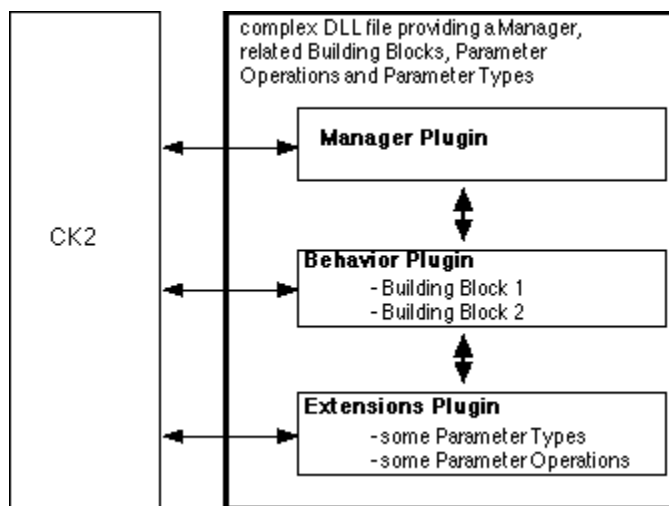 complex DLL file providing a Manager,
related Building Blocks, Parameter
Operations and Parameter Types
Manager Plugin
CK2
Behavior Plugin
- Building Block 1
- Building Block 2
Extensions Plugin
- some Parameter Types
- some Parameter Operations